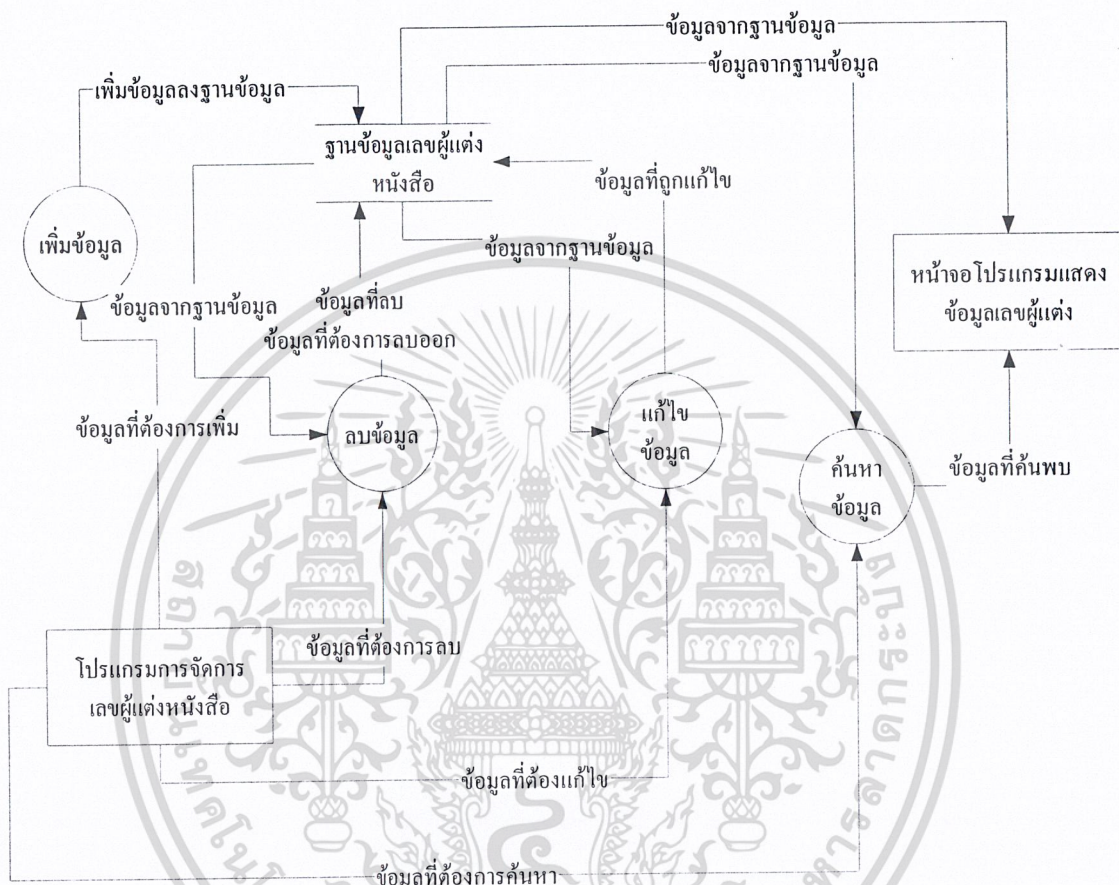 ข้อมูลจากฐานข้อมูล
ข้อมูลจากฐานข้อมูล
เพิ่มข้อมูลลงฐานข้อมูล
ฐานข้อมูลเลขผู้แต่ง
หนังสือ
ข้อมูลที่ถูกแก้ไข
เพิ่มข้อมูล
ข้อมูลจากฐานข้อมูล
หน้าจอโปรแกรมแสดง
ข้อมูลเลขผู้แต่ง
ข้อมูลจากฐานข้อมูล
ข้อมูลที่ลบ
ข้อมูลที่ต้องการลบออก
ข้อมูลที่ต้องการเพิ่ม
ลบข้อมูล
แก้ไข
ข้อมูล
ค้นหา
ข้อมูล
ข้อมูลที่ค้นพบ
โปรแกรมการจัดการ
เลขผู้แต่งหนังสือ
ข้อมูลที่ต้องการลบ
ข้อมูลที่ต้องแก้ไข
ข้อมูลที่ต้องการค้นหา